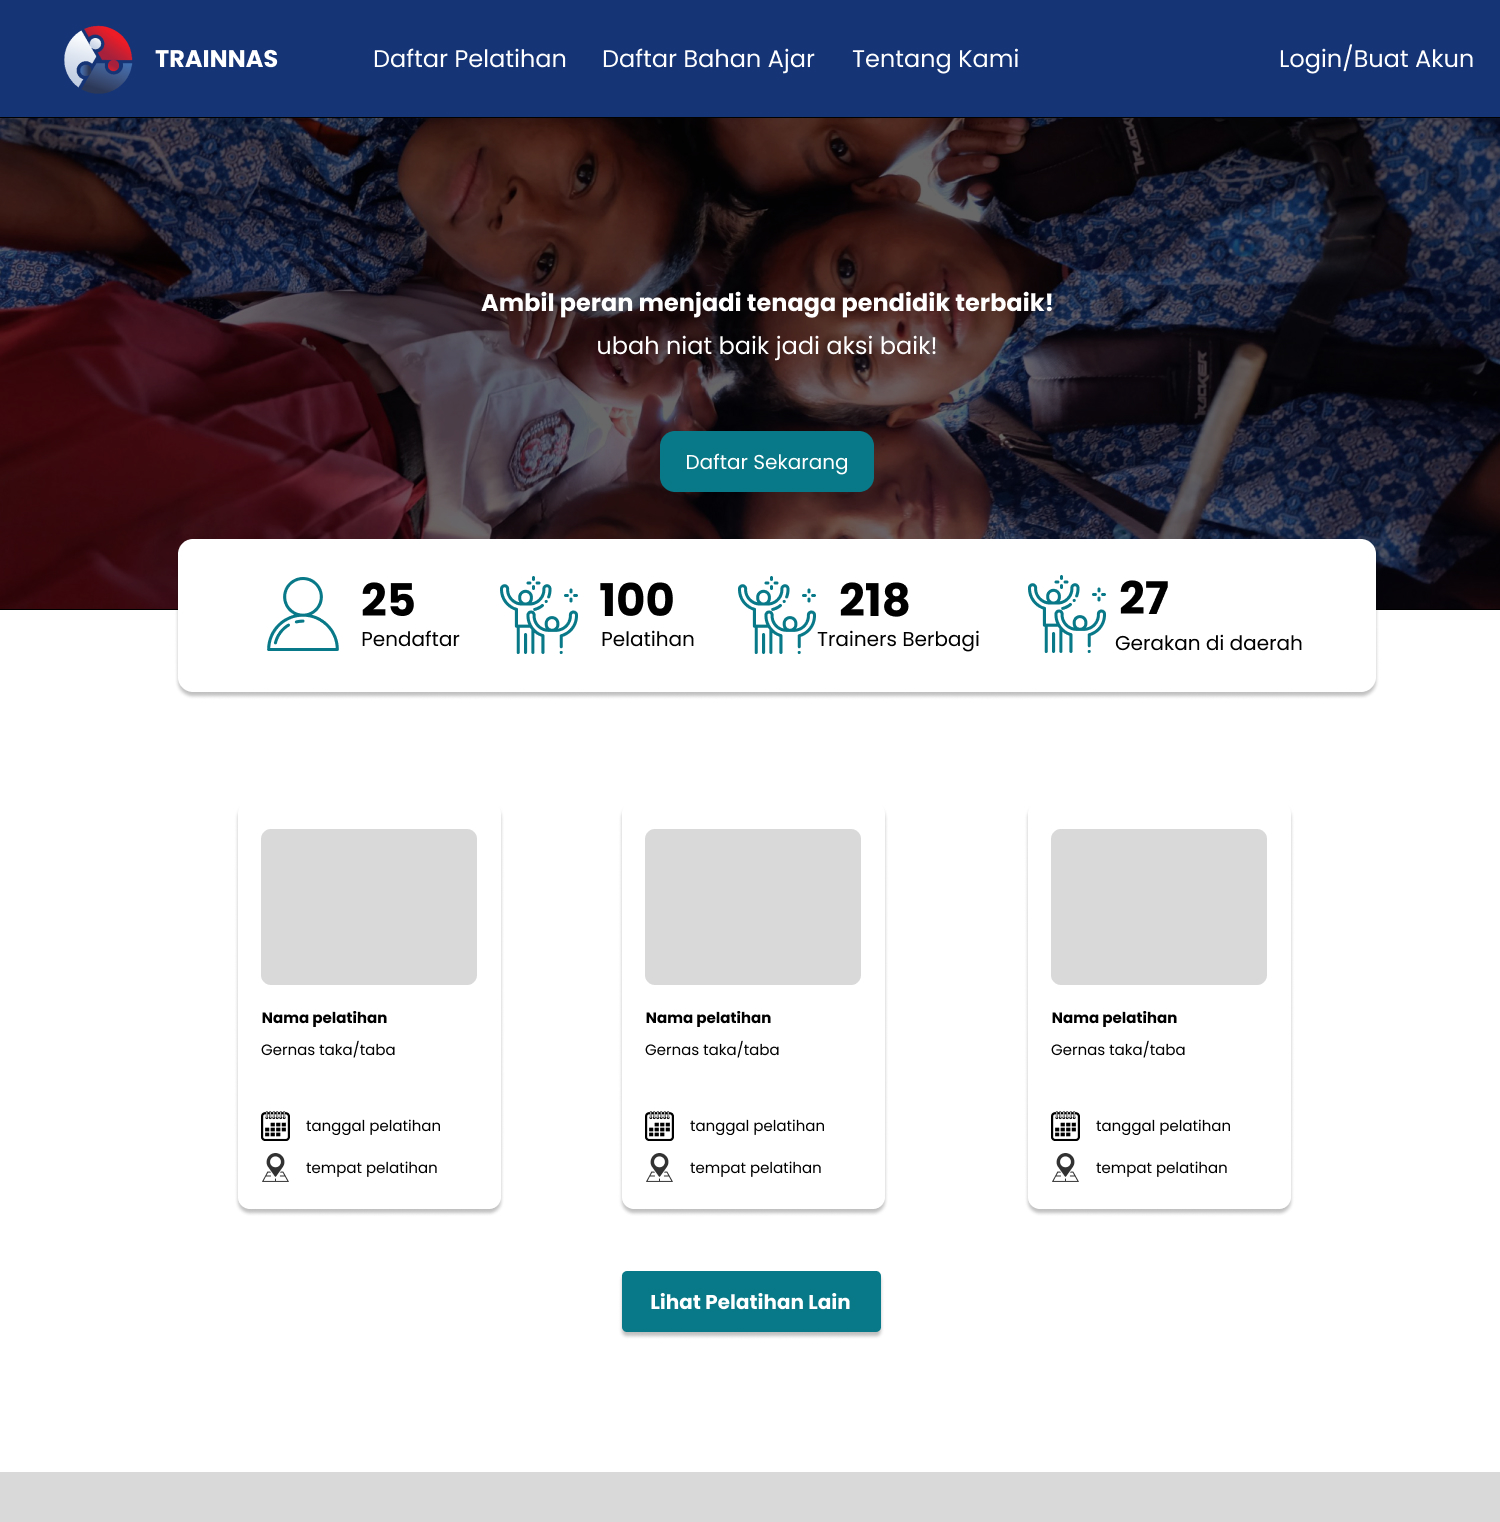 TRAINNAS
Daftar Pelatihan
Daftar Bahan Ajar
Tentang Kami
Login/Buat Akun
Ambil peran menjadi tenaga pendidik terbaik!
ubah niat baik jadi aksi baik!
Daftar Sekarang
25
Pendaftar
100
Pelatihan
218
Trainers Berbagi
27
Gerakan di daerah
Nama pelatihan
Gernas taka/taba
tanggal pelatihan
tempat pelatihan
Nama pelatihan
Gernas taka/taba
tanggal pelatihan
tempat pelatihan
Nama pelatihan
Gernas taka/taba
tanggal pelatihan
tempat pelatihan
Lihat Pelatihan Lain